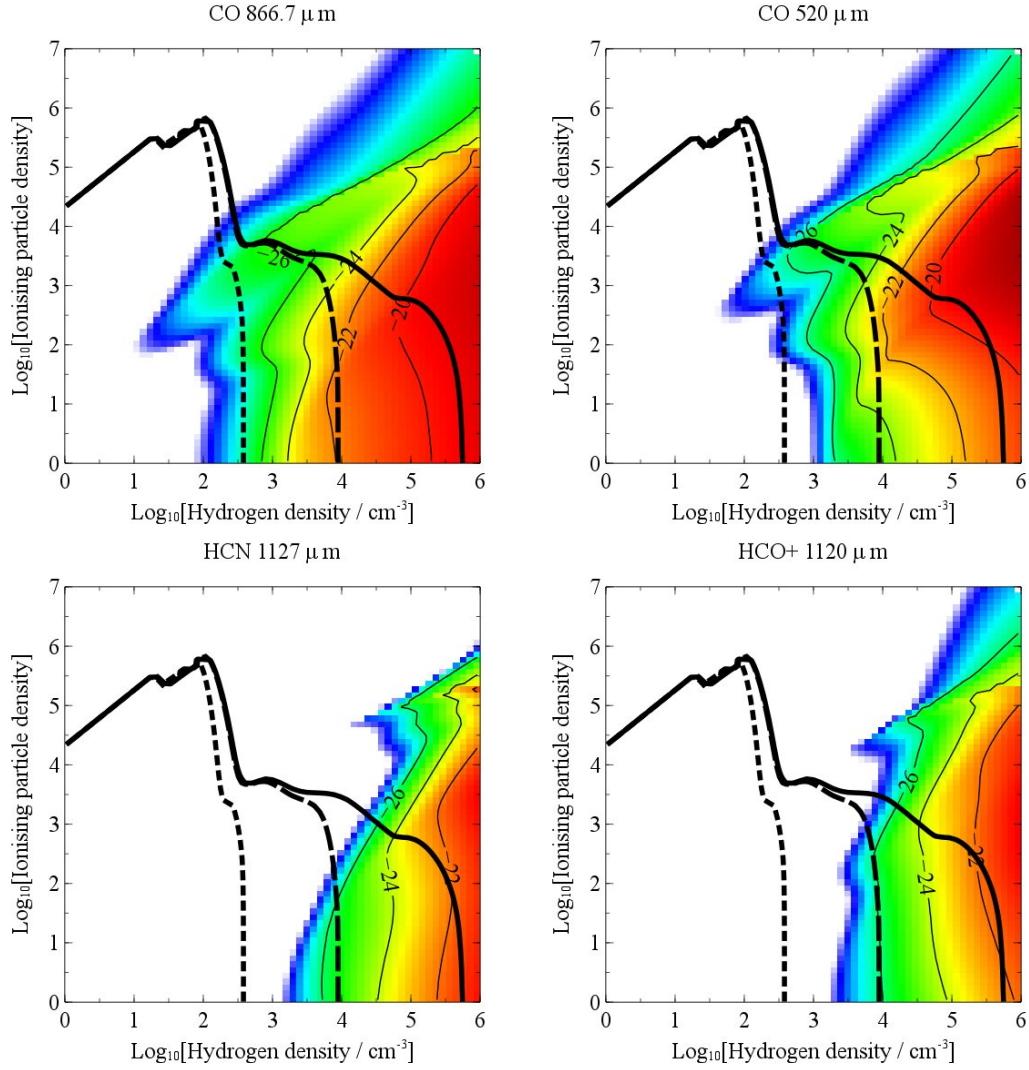 CO 866.7 μ m
CO 520 μ m
7
6
5
4
3
2
1
0
Log₁₀[Ionising particle density]
−26
−24
−22
−20
0 1 2 3 4 5 6
Log₁₀[Hydrogen density / cm⁻³]
7
6
5
4
3
2
1
0
Log₁₀[Ionising particle density]
−26
−24
−22
−20
0 1 2 3 4 5 6
Log₁₀[Hydrogen density / cm⁻³]
HCN 1127 μ m
HCO+ 1120 μ m
7
6
5
4
3
2
1
0
Log₁₀[Ionising particle density]
−26
−24
−22
0 1 2 3 4 5 6
Log₁₀[Hydrogen density / cm⁻³]
7
6
5
4
3
2
1
0
Log₁₀[Ionising particle density]
−26
−24
−22
0 1 2 3 4 5 6
Log₁₀[Hydrogen density / cm⁻³]